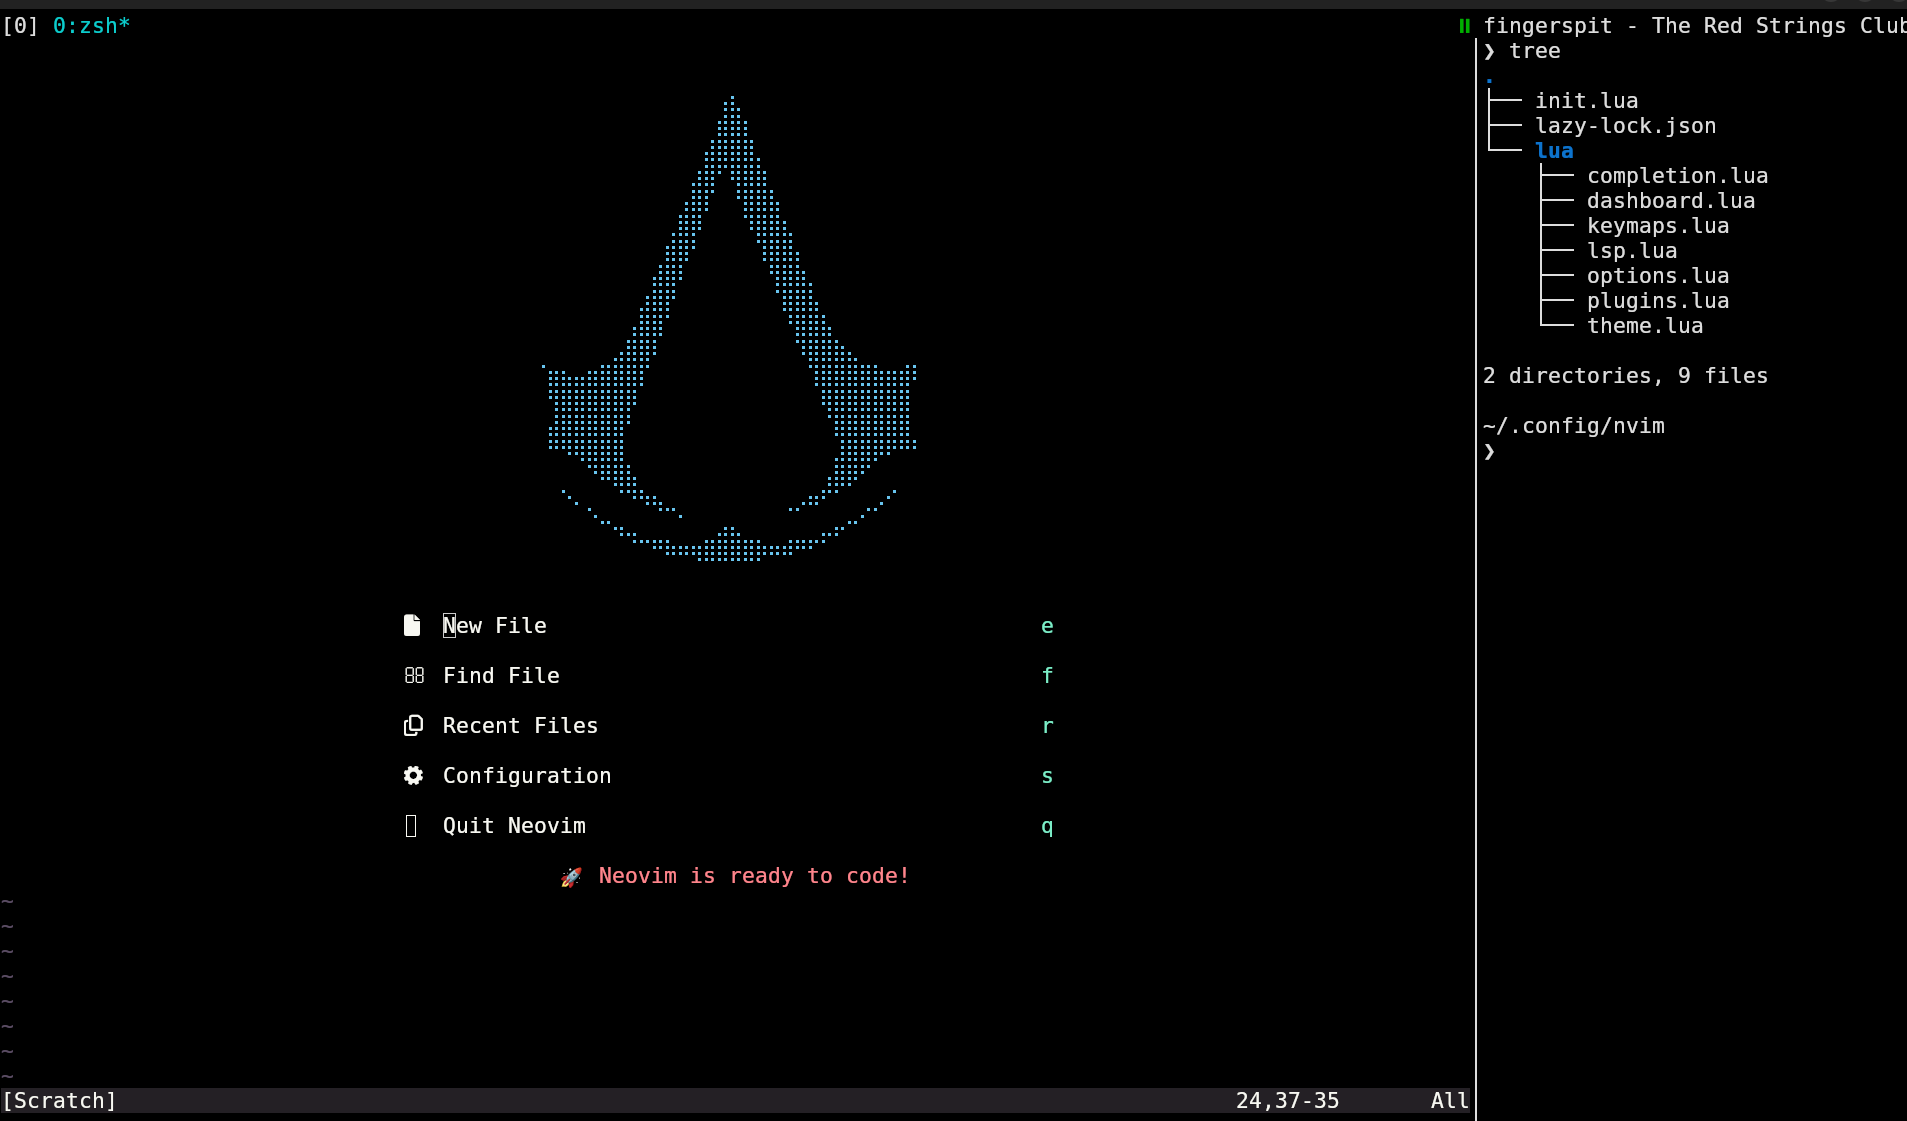 [0] 0:zsh*
fingerspit - The Red Strings Club
New File e
Find File f
Recent Files r
Configuration s
Quit Neovim q
🚀 Neovim is ready to code!
~
~
~
~
~
~
~
~
[Scratch] 24,37-35 All
❯ tree
.
├── init.lua
├── lazy-lock.json
└── lua
    ├── completion.lua
    ├── dashboard.lua
    ├── keymaps.lua
    ├── lsp.lua
    ├── options.lua
    ├── plugins.lua
    └── theme.lua
2 directories, 9 files
~/.config/nvim
❯